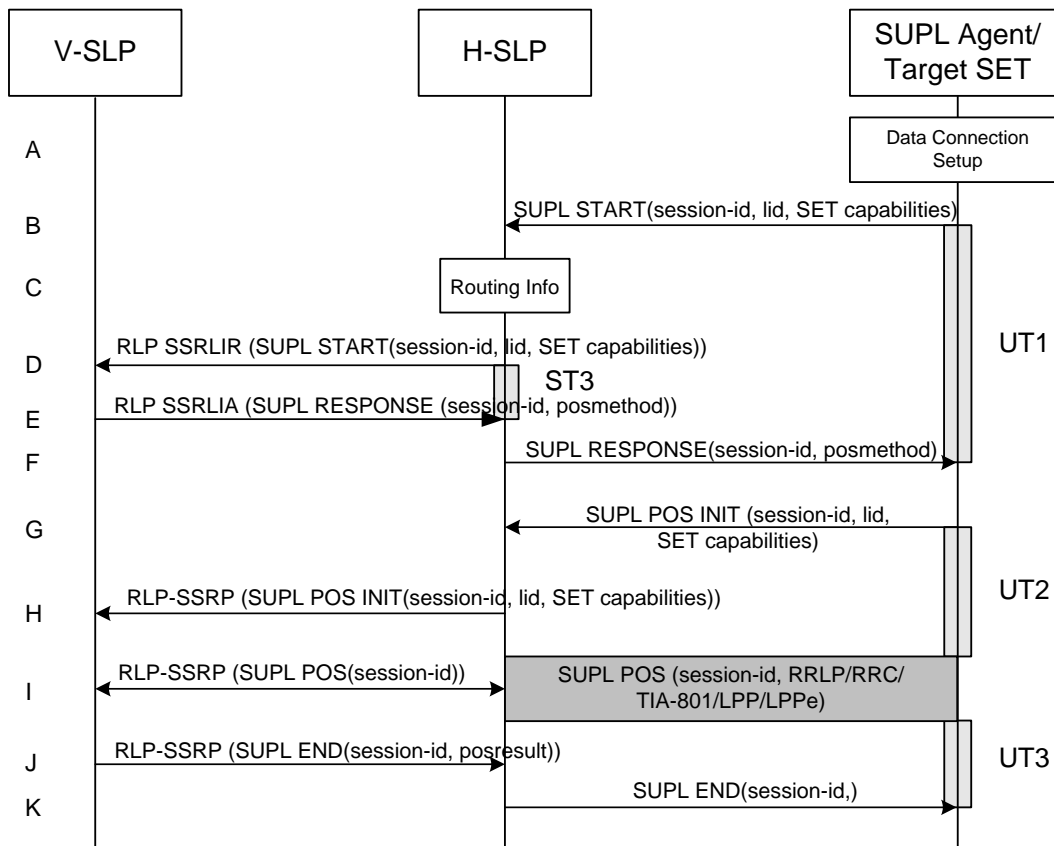 V-SLP
H-SLP
SUPL Agent/
Target SET
A
Data Connection
Setup
B
SUPL START(session-id, lid, SET capabilities)
C
Routing Info
UT1
D
RLP SSRLIR (SUPL START(session-id, lid, SET capabilities))
ST3
E
RLP SSRLIA (SUPL RESPONSE (session-id, posmethod))
F
SUPL RESPONSE(session-id, posmethod)
G
SUPL POS INIT (session-id, lid,
SET capabilities)
UT2
H
RLP-SSRP (SUPL POS INIT(session-id, lid, SET capabilities))
I
RLP-SSRP (SUPL POS(session-id))
SUPL POS (session-id, RRLP/RRC/
TIA-801/LPP/LPPe)
J
RLP-SSRP (SUPL END(session-id, posresult))
UT3
K
SUPL END(session-id,)